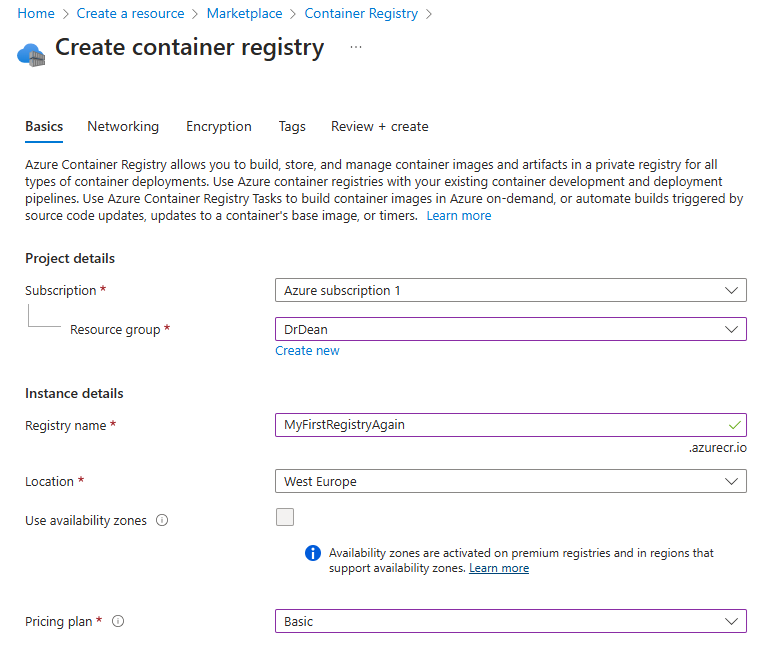 Home > Create a resource > Marketplace > Container Registry >
Create container registry ...
Basics Networking Encryption Tags Review + create
Azure Container Registry allows you to build, store, and manage container images and artifacts in a private registry for all
types of container deployments. Use Azure container registries with your existing container development and deployment
pipelines. Use Azure Container Registry Tasks to build container images in Azure on-demand, or automate builds triggered by
source code updates, updates to a container's base image, or timers. Learn more
Project details
Subscription * Azure subscription 1
Resource group * DrDean
Create new
Instance details
Registry name * MyFirstRegistryAgain
.azurecr.io
Location * West Europe
Use availability zones
Availability zones are activated on premium registries and in regions that
support availability zones. Learn more
Pricing plan * Basic